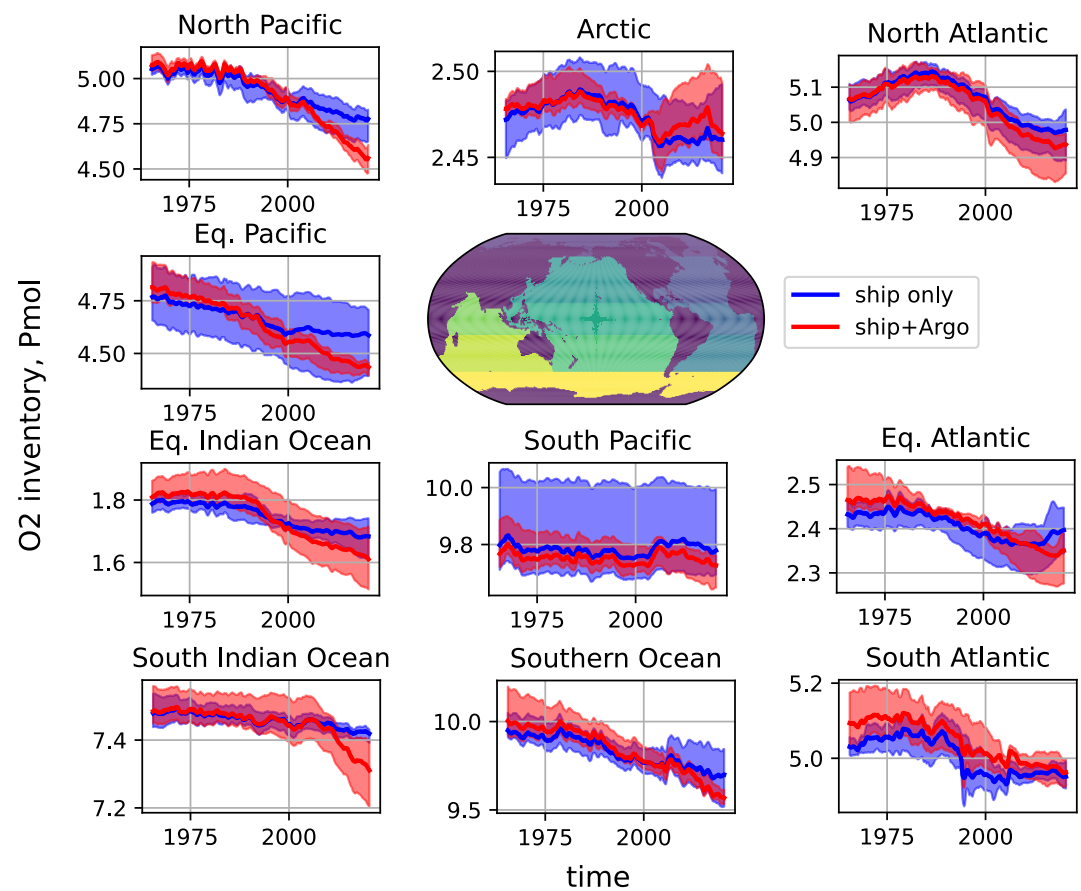 North Pacific
Arctic
North Atlantic
5.00
4.75
4.50
2.50
2.45
5.1
5.0
4.9
1975 2000
1975 2000
1975 2000
Eq. Pacific
4.75
4.50
1975 2000
ship only
ship+Argo
O2 inventory, Pmol
Eq. Indian Ocean
South Pacific
Eq. Atlantic
1.8
1.6
10.0
9.8
2.5
2.4
2.3
1975 2000
1975 2000
1975 2000
South Indian Ocean
Southern Ocean
South Atlantic
7.4
7.2
10.0
9.5
5.2
5.0
1975 2000
1975 2000
1975 2000
time